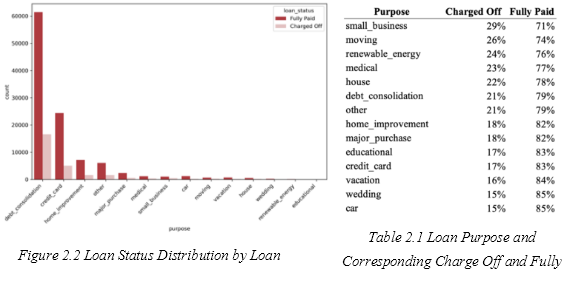 loan_status
Fully Paid
Charged Off
60000
50000
40000
30000
20000
10000
0
count
debt_consolidation
credit_card
home_improvement
other
major_purchase
medical
small_business
car
moving
vacation
house
wedding
renewable_energy
educational
purpose
Figure 2.2 Loan Status Distribution by Loan
Purpose Charged Off Fully Paid
small_business 29% 71%
moving 26% 74%
renewable_energy 24% 76%
medical 23% 77%
house 22% 78%
debt_consolidation 21% 79%
other 21% 79%
home_improvement 18% 82%
major_purchase 18% 82%
educational 17% 83%
credit_card 17% 83%
vacation 16% 84%
wedding 15% 85%
car 15% 85%
Table 2.1 Loan Purpose and
Corresponding Charge Off and Fully